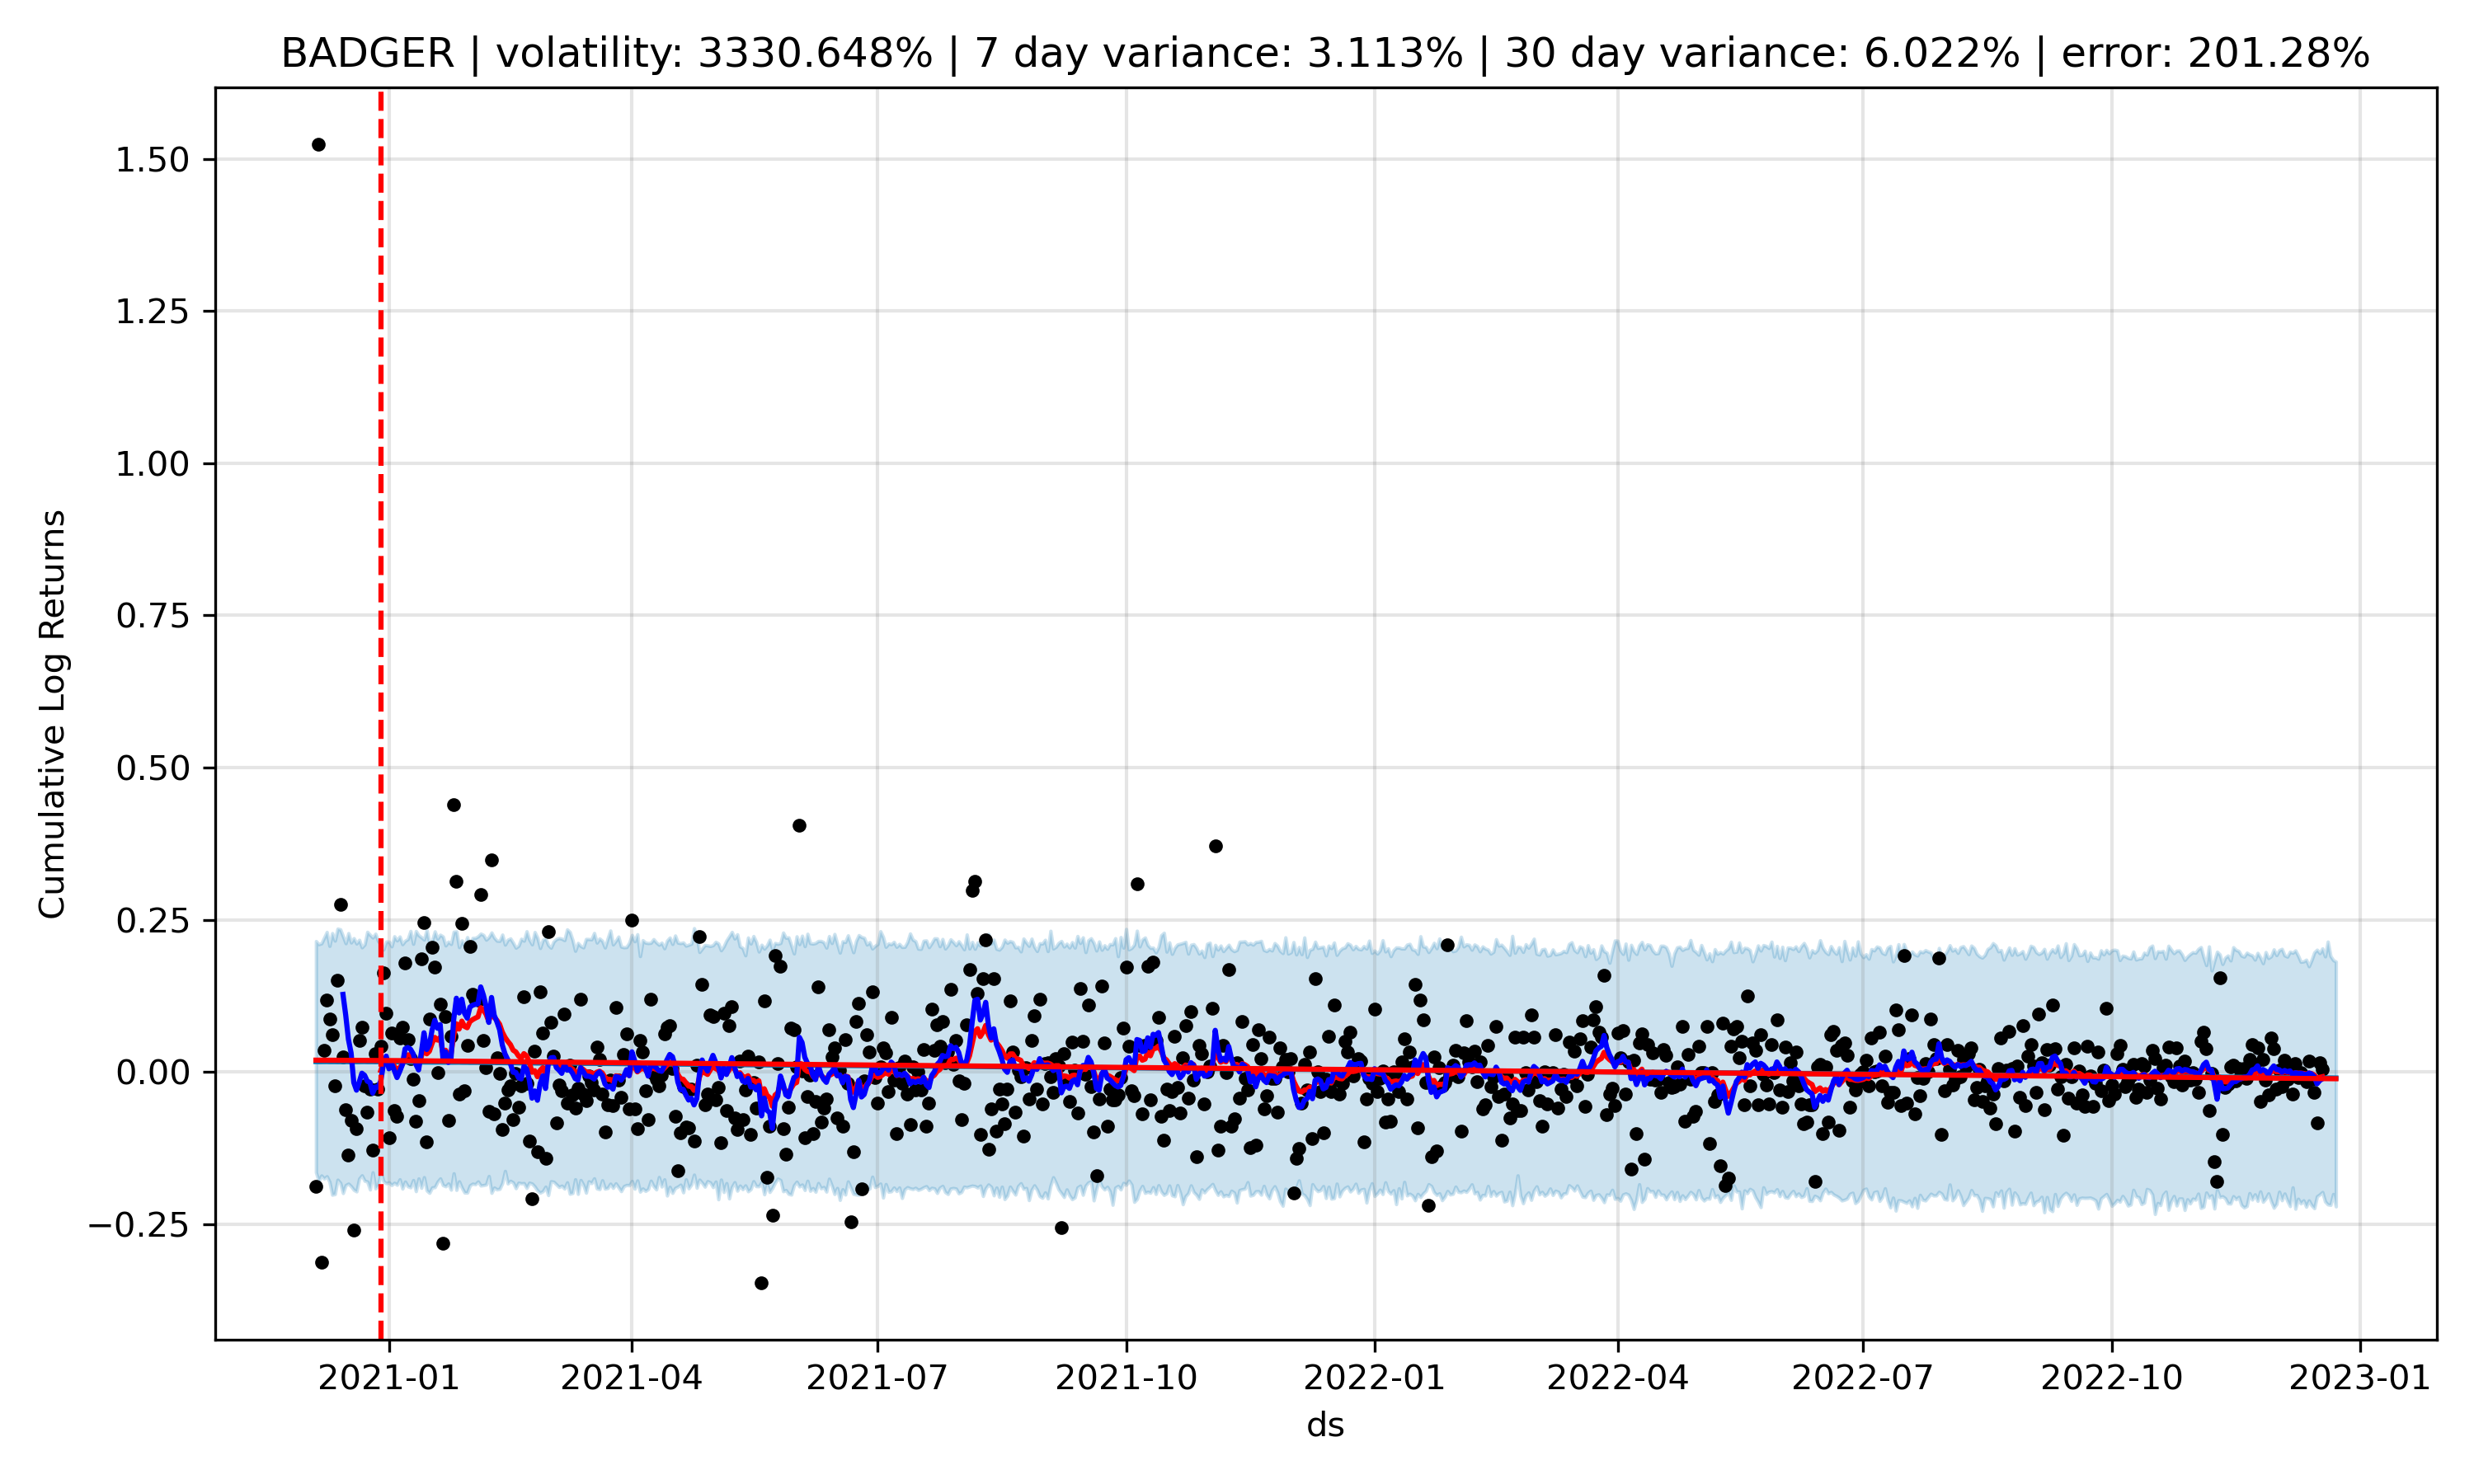 BADGER | volatility: 3330.648% | 7 day variance: 3.113% | 30 day variance: 6.022% | error: 201.28%
Cumulative Log Returns
1.50
1.25
1.00
0.75
0.50
0.25
0.00
−0.25
2021-01 2021-04 2021-07 2021-10 2022-01 2022-04 2022-07 2022-10 2023-01
ds